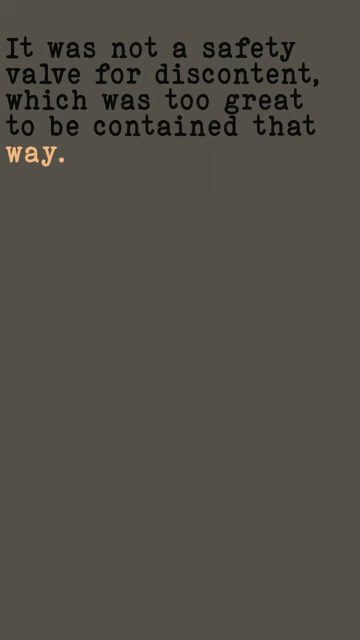 It was not a safety
valve for discontent,
which was too great
to be contained that
way.